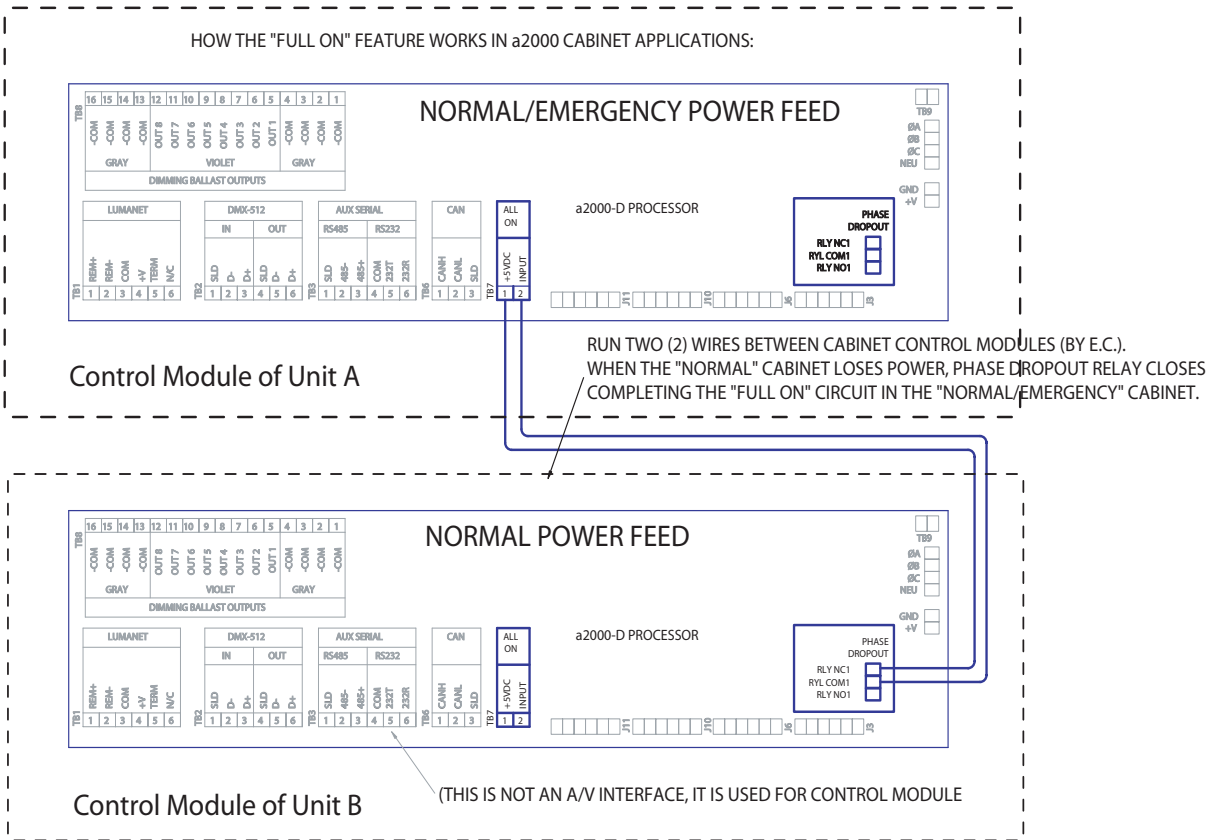 HOW THE "FULL ON" FEATURE WORKS IN a2000 CABINET APPLICATIONS:
NORMAL/EMERGENCY POWER FEED
TB8
16 15 14 13 12 11 10 9 8 7 6 5 4 3 2 1
-COM -COM -COM -COM OUT 8 OUT 7 OUT 6 OUT 5 OUT 4 OUT 3 OUT 2 OUT 1 -COM -COM -COM -COM
GRAY VIOLET GRAY
DIMMING BALLAST OUTPUTS
TB9
ØA
ØB
ØC
NEU
GND
+V
LUMANET DMX-512 AUX SERIAL CAN ALL ON
IN OUT RS485 RS232
a2000-D PROCESSOR
PHASE
DROPOUT
RLY NC1
RYL COM1
RLY NO1
REM+ REM- COM +V TERM N/C SLD D- D+ SLD D- D+ SLD 485- 485+ COM 232T 232R CANH CANL SLD +5VDC INPUT
TB1 1 2 3 4 5 6 TB2 1 2 3 4 5 6 TB3 1 2 3 4 5 6 TB6 1 2 3 TB7 1 2 J11 J10 J6 J3
RUN TWO (2) WIRES BETWEEN CABINET CONTROL MODULES (BY E.C.).
WHEN THE "NORMAL" CABINET LOSES POWER, PHASE DROPOUT RELAY CLOSES
COMPLETING THE "FULL ON" CIRCUIT IN THE "NORMAL/EMERGENCY" CABINET.
Control Module of Unit A
NORMAL POWER FEED
TB8
16 15 14 13 12 11 10 9 8 7 6 5 4 3 2 1
-COM -COM -COM -COM OUT 8 OUT 7 OUT 6 OUT 5 OUT 4 OUT 3 OUT 2 OUT 1 -COM -COM -COM -COM
GRAY VIOLET GRAY
DIMMING BALLAST OUTPUTS
TB9
ØA
ØB
ØC
NEU
GND
+V
LUMANET DMX-512 AUX SERIAL CAN ALL ON
IN OUT RS485 RS232
a2000-D PROCESSOR
PHASE
DROPOUT
RLY NC1
RYL COM1
RLY NO1
REM+ REM- COM +V TERM N/C SLD D- D+ SLD D- D+ SLD 485- 485+ COM 232T 232R CANH CANL SLD +5VDC INPUT
TB1 1 2 3 4 5 6 TB2 1 2 3 4 5 6 TB3 1 2 3 4 5 6 TB6 1 2 3 TB7 1 2 J11 J10 J6 J3
(THIS IS NOT AN A/V INTERFACE, IT IS USED FOR CONTROL MODULE
Control Module of Unit B